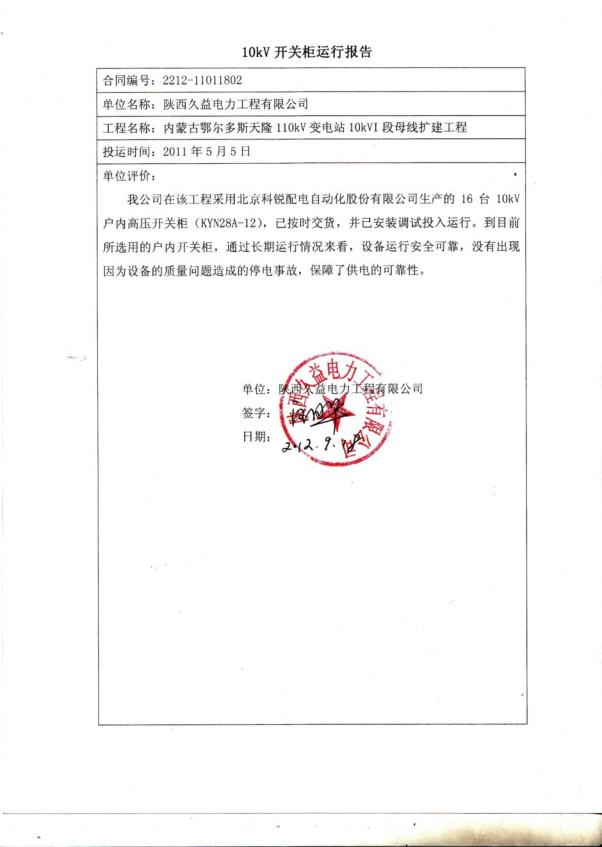 10kV 开关柜运行报告
合同编号：2212-11011802
单位名称：陕西久益电力工程有限公司
工程名称：内蒙古鄂尔多斯天隆 110kV 变电站 10kVI 段母线扩建工程
投运时间：2011 年 5 月 5 日
单位评价：
我公司在该工程采用北京科锐配电自动化股份有限公司生产的 16 台 10kV
户内高压开关柜（KYN28A-12），已按时交货，并已安装调试投入运行。到目前
所选用的户内开关柜，通过长期运行情况来看，设备运行安全可靠，没有出现
因为设备的质量问题造成的停电事故，保障了供电的可靠性。
单位：陕西久益电力工程有限公司
签字：
日期：2012.9.
陕西久益电力工程有限公司